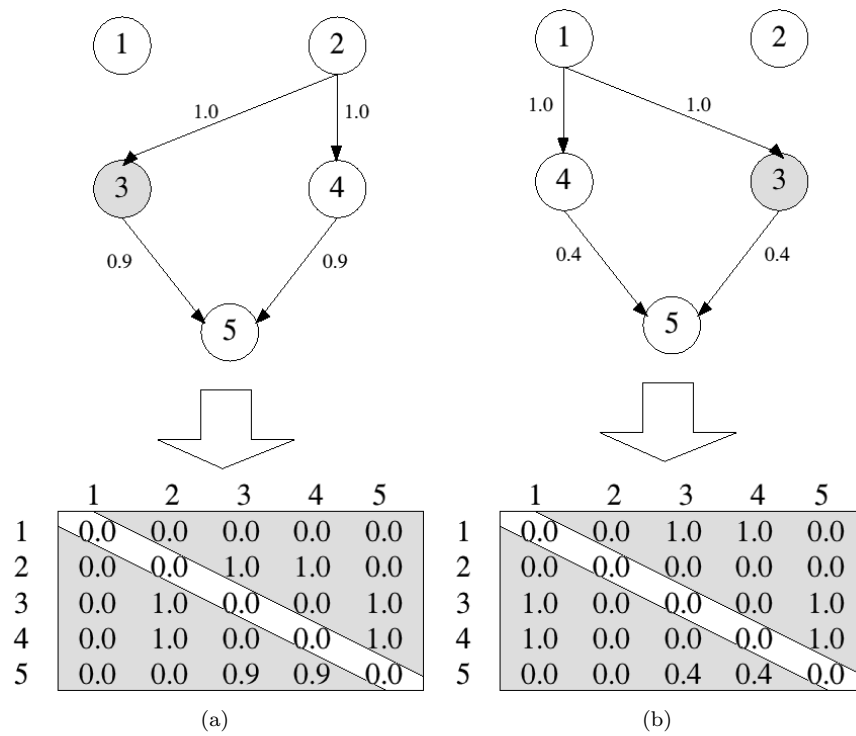 1 2
1.0 1.0
3 4
0.9 0.9
5
1 2 3 4 5
1 0.0 0.0 0.0 0.0 0.0
2 0.0 0.0 1.0 1.0 0.0
3 0.0 1.0 0.0 0.0 1.0
4 0.0 1.0 0.0 0.0 1.0
5 0.0 0.0 0.9 0.9 0.0
(a)
1 2
1.0 1.0
4 3
0.4 0.4
5
1 2 3 4 5
1 0.0 0.0 1.0 1.0 0.0
2 0.0 0.0 0.0 0.0 0.0
3 1.0 0.0 0.0 0.0 1.0
4 1.0 0.0 0.0 0.0 1.0
5 0.0 0.0 0.4 0.4 0.0
(b)